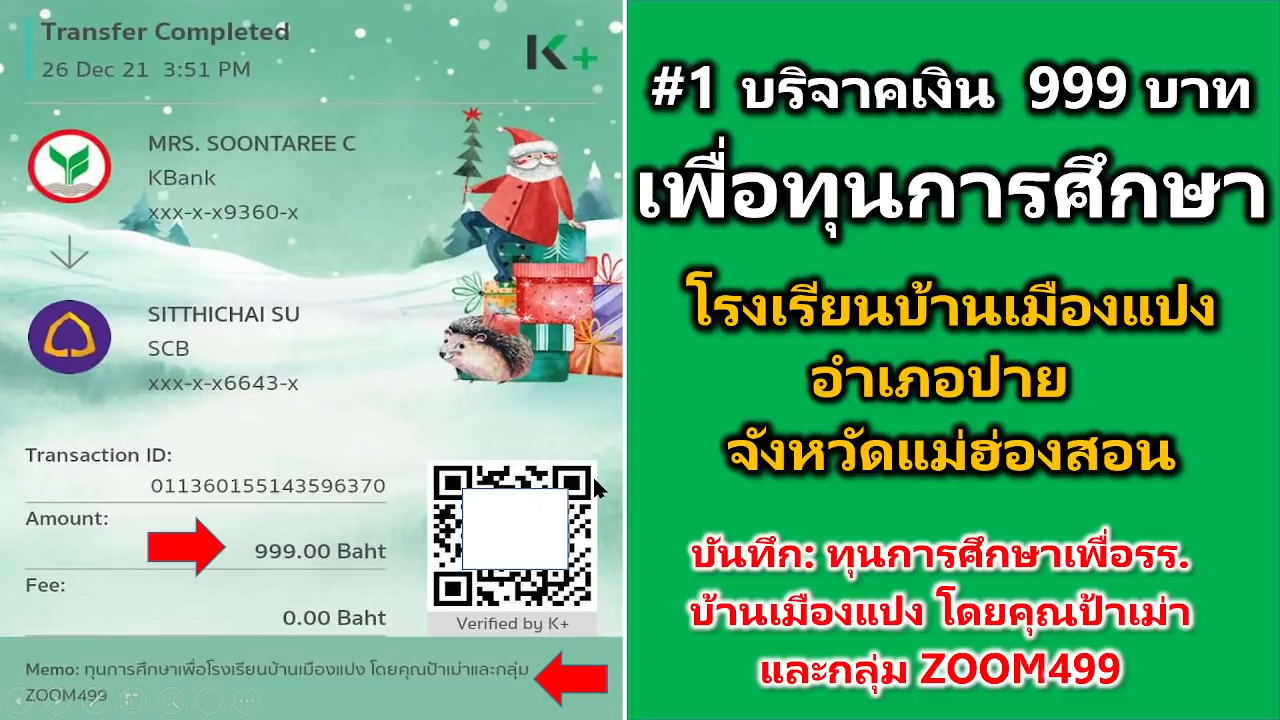 Transfer Completed
26 Dec 21 3:51 PM
K+
MRS. SOONTAREE C
KBank
xxx-x-x9360-x
SITTHICHAI SU
SCB
xxx-x-x6643-x
Transaction ID:
011360155143596370
Amount:
999.00 Baht
Fee:
0.00 Baht
Verified by K+
Memo: ทุนการศึกษาเพื่อโรงเรียนบ้านเมืองแปง โดยคุณป้าเม่าและกลุ่ม
ZOOM499
#1 บริจาคเงิน 999 บาท
เพื่อทุนการศึกษา
โรงเรียนบ้านเมืองแปง
อำเภอปาย
จังหวัดแม่ฮ่องสอน
บันทึก: ทุนการศึกษาเพื่อรร.
บ้านเมืองแปง โดยคุณป้าเม่า
และกลุ่ม ZOOM499